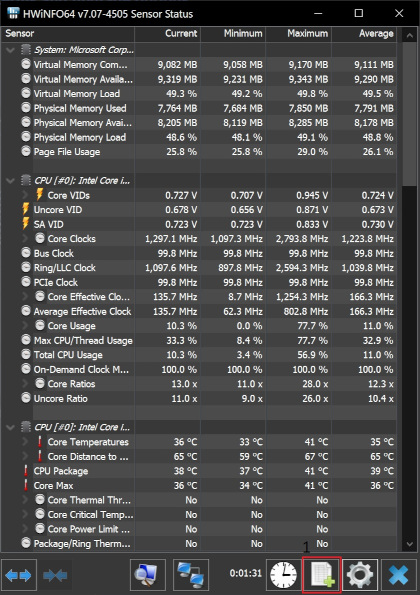 HWiNFO64 v7.07-4505 Sensor Status
Sensor Current Minimum Maximum Average
System: Microsoft Corp...
Virtual Memory Com... 9,082 MB 9,058 MB 9,170 MB 9,111 MB
Virtual Memory Availa... 9,319 MB 9,231 MB 9,343 MB 9,290 MB
Virtual Memory Load 49.3 % 49.2 % 49.8 % 49.5 %
Physical Memory Used 7,764 MB 7,684 MB 7,850 MB 7,791 MB
Physical Memory Avai... 8,205 MB 8,119 MB 8,285 MB 8,178 MB
Physical Memory Load 48.6 % 48.1 % 49.1 % 48.8 %
Page File Usage 25.8 % 25.8 % 29.0 % 26.1 %
CPU [#0]: Intel Core i...
Core VIDs 0.727 V 0.707 V 0.945 V 0.724 V
Uncore VID 0.678 V 0.656 V 0.871 V 0.673 V
SA VID 0.723 V 0.723 V 0.833 V 0.730 V
Core Clocks 1,297.1 MHz 1,097.3 MHz 2,793.8 MHz 1,223.8 MHz
Bus Clock 99.8 MHz 99.8 MHz 99.8 MHz 99.8 MHz
Ring/LLC Clock 1,097.6 MHz 897.8 MHz 2,594.3 MHz 1,039.8 MHz
PCIe Clock 99.8 MHz 99.8 MHz 99.8 MHz 99.8 MHz
Core Effective Clo... 135.7 MHz 8.7 MHz 1,254.3 MHz 166.3 MHz
Average Effective Clock 135.7 MHz 62.3 MHz 802.8 MHz 166.3 MHz
Core Usage 10.3 % 0.0 % 77.7 % 11.0 %
Max CPU/Thread Usage 33.3 % 8.4 % 77.7 % 32.9 %
Total CPU Usage 10.3 % 3.4 % 56.9 % 11.0 %
On-Demand Clock M... 100.0 % 100.0 % 100.0 % 100.0 %
Core Ratios 13.0 x 11.0 x 28.0 x 12.3 x
Uncore Ratio 11.0 x 9.0 x 26.0 x 10.4 x
CPU [#0]: Intel Core i...
Core Temperatures 36 °C 33 °C 41 °C 35 °C
Core Distance to ... 65 °C 59 °C 67 °C 65 °C
CPU Package 38 °C 37 °C 41 °C 39 °C
Core Max 36 °C 34 °C 41 °C 36 °C
Core Thermal Thr... No No No
Core Critical Temp... No No No
Core Power Limit ... No No No
Package/Ring Therm... No No No
1
0:01:31